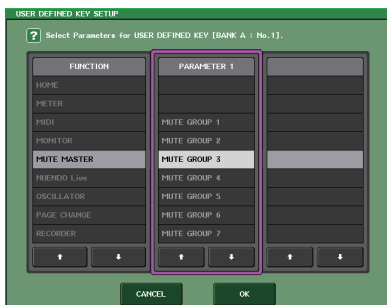 USER DEFINED KEY SETUP
? Select Parameters for USER DEFINED KEY [BANK A : No.1].
FUNCTION
HOME
METER
MIDI
MONITOR
MUTE MASTER
NUENDO Live
OSCILLATOR
PAGE CHANGE
RECORDER
PARAMETER 1
MUTE GROUP 1
MUTE GROUP 2
MUTE GROUP 3
MUTE GROUP 4
MUTE GROUP 5
MUTE GROUP 6
MUTE GROUP 7
CANCEL
OK